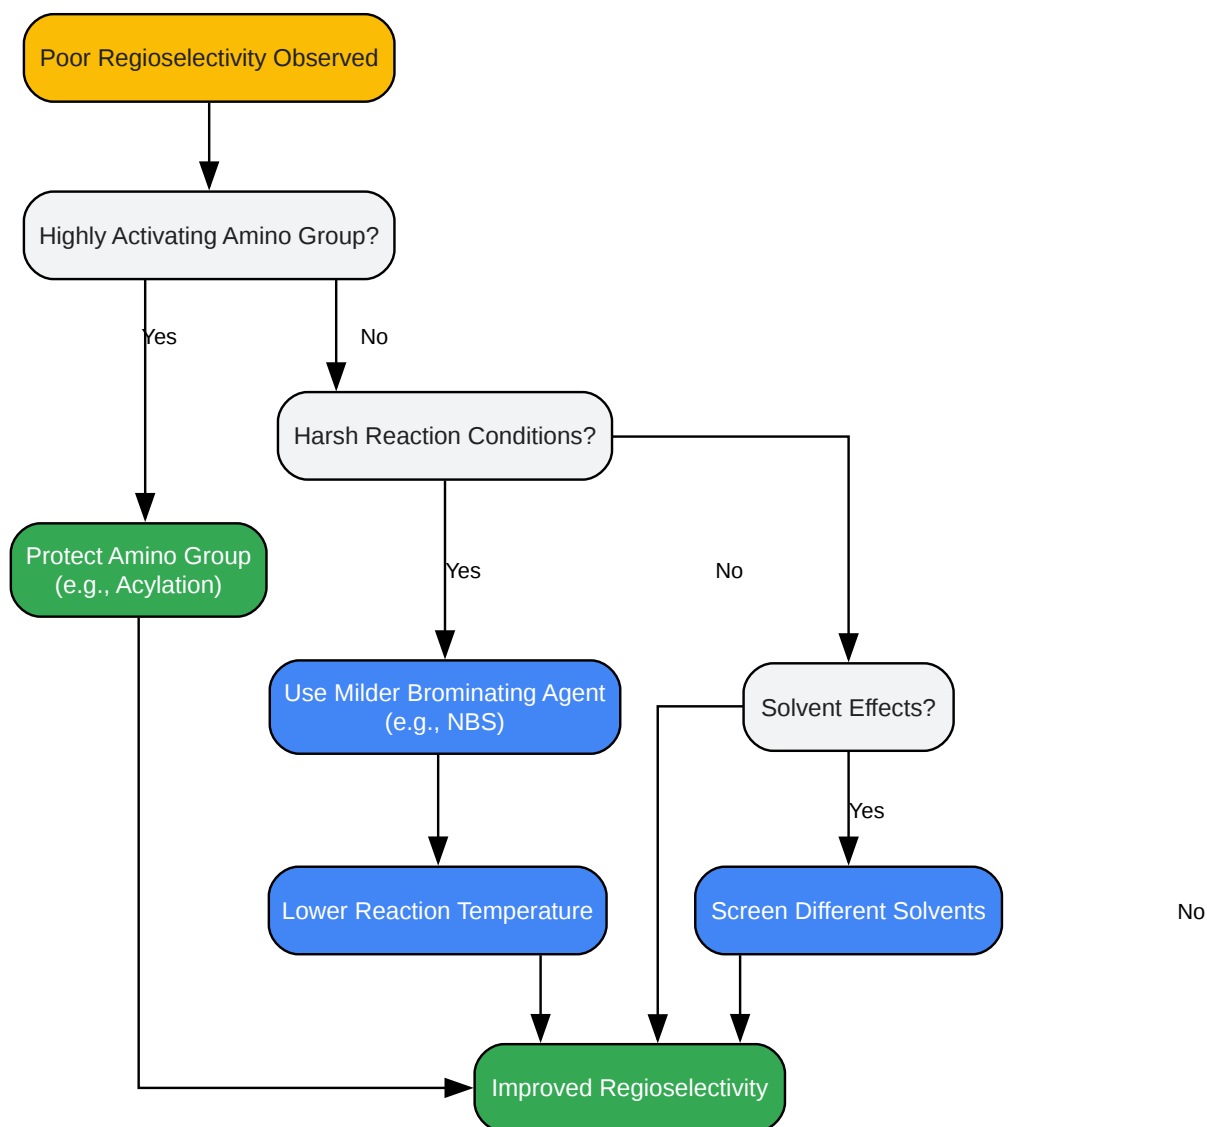 Poor Regioselectivity Observed
Highly Activating Amino Group?
Yes
No
Harsh Reaction Conditions?
Protect Amino Group
(e.g., Acylation)
Yes
No
Use Milder Brominating Agent
(e.g., NBS)
Solvent Effects?
Yes
Lower Reaction Temperature
Screen Different Solvents
No
Improved Regioselectivity